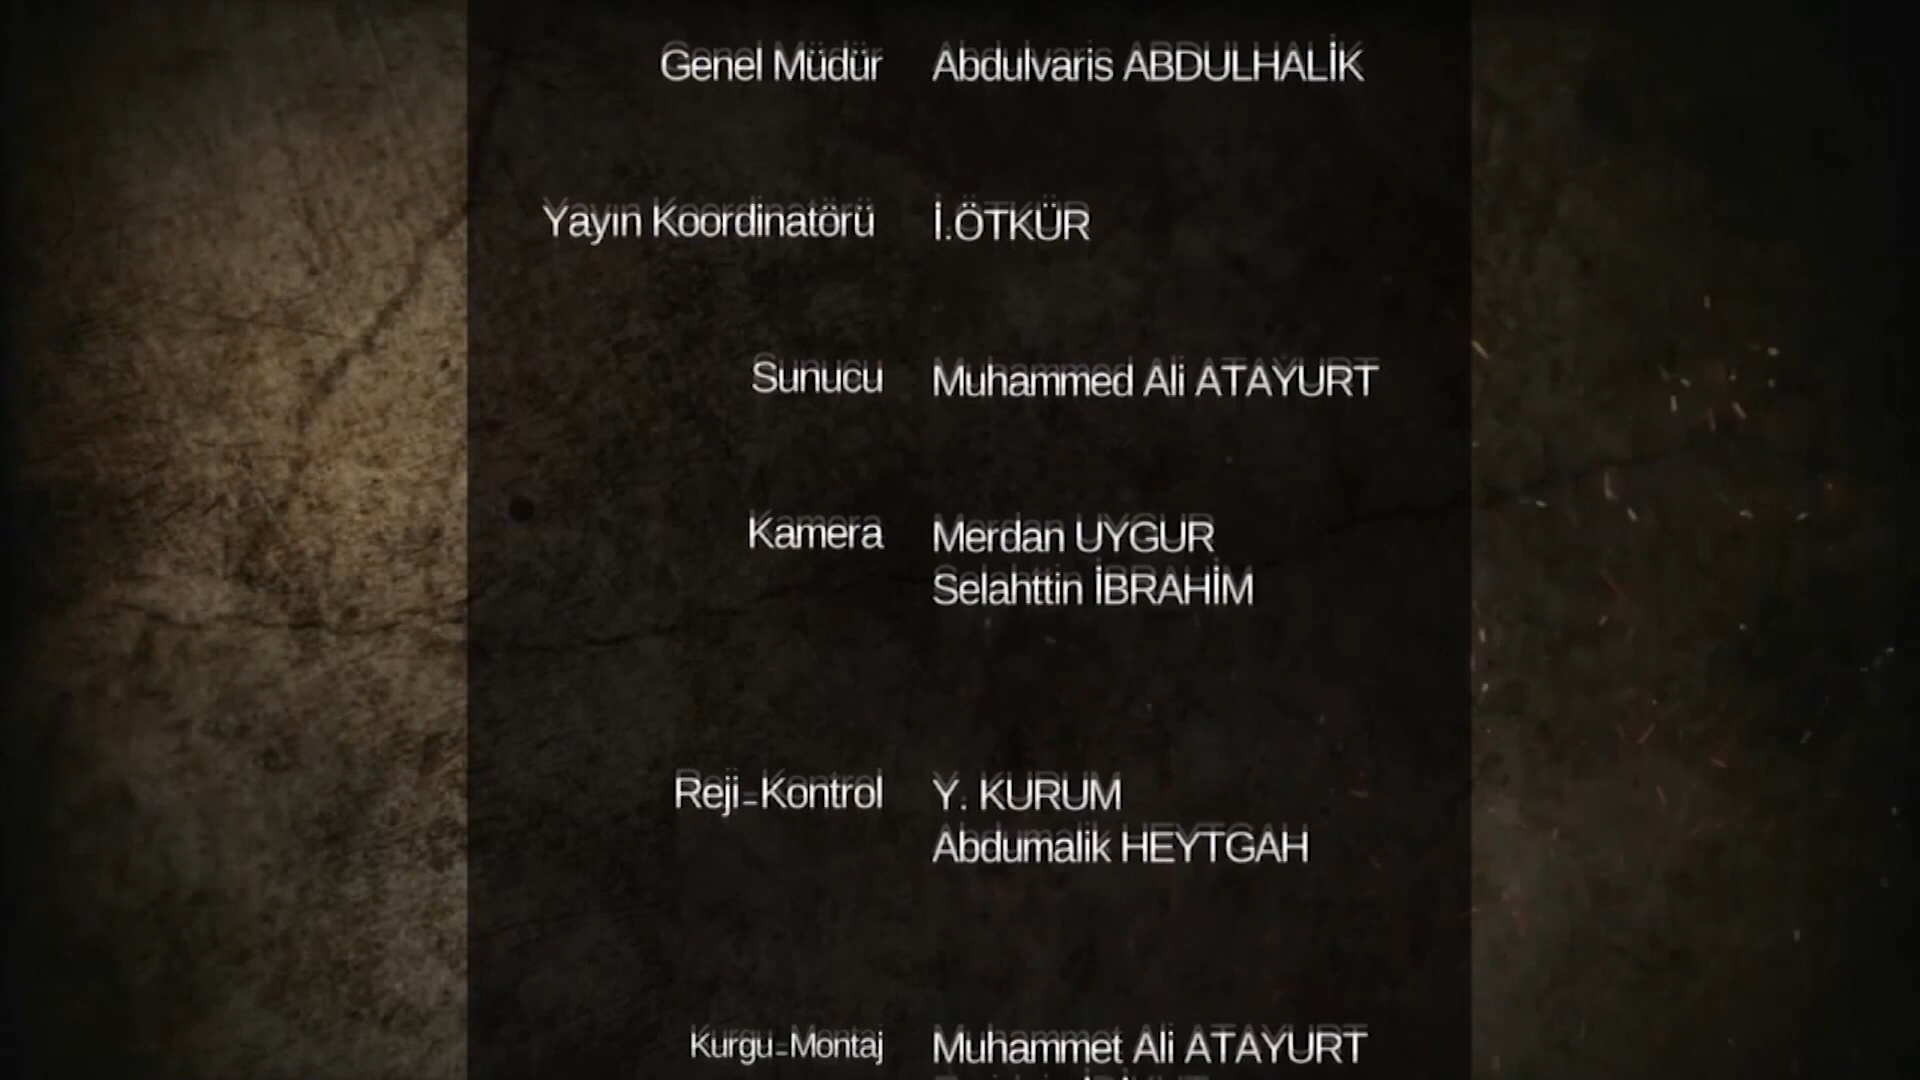 Genel Müdür Abdulvaris ABDULHALİK
Yayın Koordinatörü İ.ÖTKÜR
Sunucu Muhammed Ali ATAYURT
Kamera Merdan UYGUR
Selahttin İBRAHİM
Reji-Kontrol Y. KURUM
Abdumalik HEYTGAH
Kurgu-Montaj Muhammet Ali ATAYURT